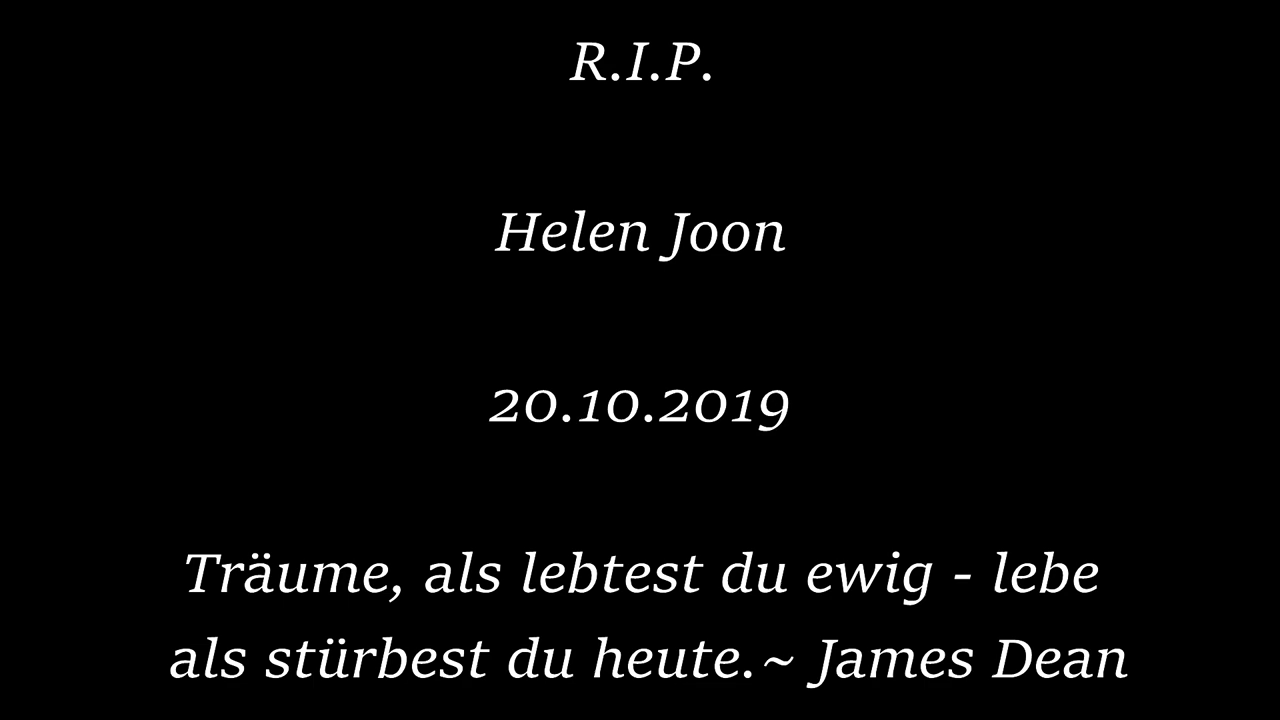 R.I.P.
Helen Joon
20.10.2019
Träume, als lebtest du ewig - lebe
als stürbest du heute.~ James Dean